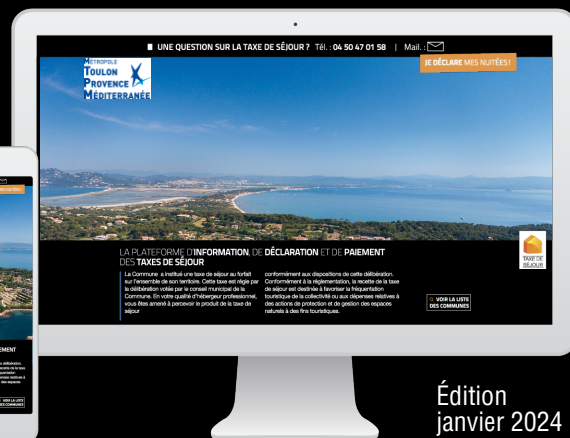 UNE QUESTION SUR LA TAXE DE SÉJOUR ? Tél. : 04 50 47 01 58 | Mail. :
JE DÉCLARE MES NUITÉES !
MÉTROPOLE
TOULON
PROVENCE
MÉDITERRANÉE
LA PLATEFORME D'INFORMATION, DE DÉCLARATION ET DE PAIEMENT
DES TAXES DE SÉJOUR
La Commune a institué une taxe de séjour au forfait
sur l'ensemble de son territoire. Cette taxe est régie par
la délibération votée par le conseil municipal de la
Commune. En votre qualité d'hébergeur professionnel,
vous êtes amené à percevoir le produit de la taxe de
séjour
conformément aux dispositions de cette délibération.
Conformément à la réglementation, la recette de la taxe
de séjour est destinée à favoriser la fréquentation
touristique de la collectivité ou aux dépenses relatives à
des actions de protection et de gestion des espaces
naturels à des fins touristiques.
TAXE DE
SÉJOUR
VOIR LA LISTE
DES COMMUNES
VOIR LA LISTE
DES COMMUNES
Édition
janvier 2024